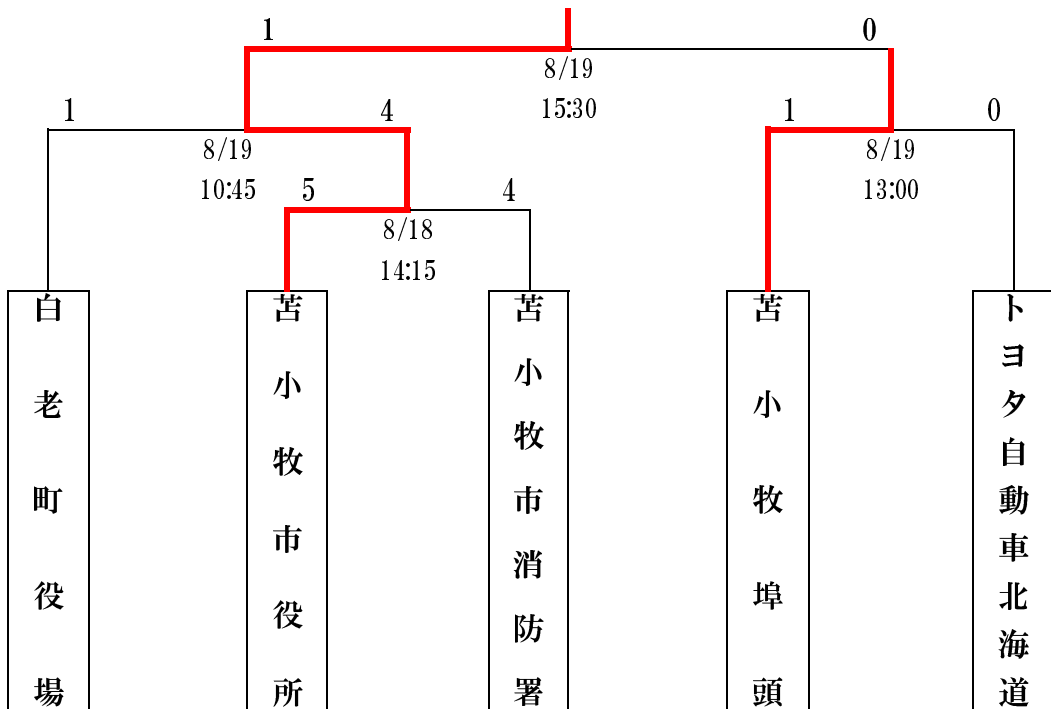 1 0
8/19
15:30
1 4 1 0
8/19 8/19
10:45 13:00
5 4
8/18
14:15
白老町役場
苫小牧市役所
苫小牧市消防署
苫小牧埠頭
トヨタ自動車北海道